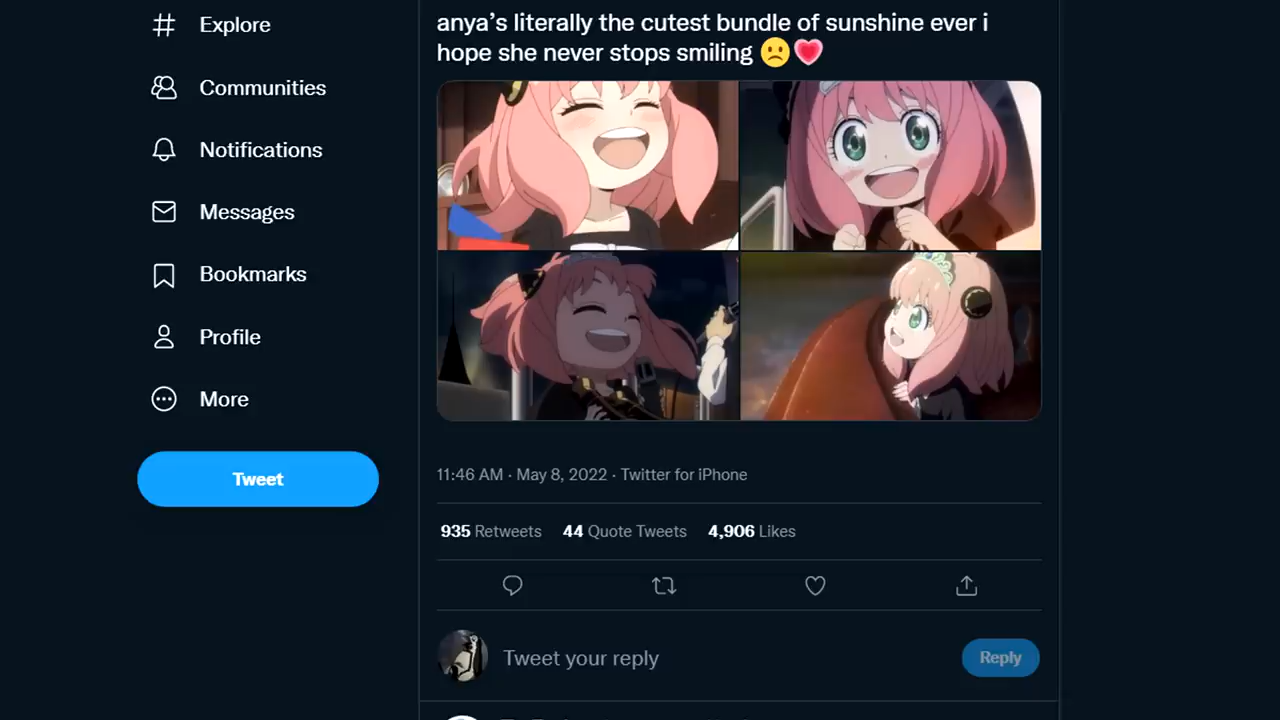 Explore
Communities
Notifications
Messages
Bookmarks
Profile
More
Tweet
anya’s literally the cutest bundle of sunshine ever i
hope she never stops smiling 🙁💗
11:46 AM · May 8, 2022 · Twitter for iPhone
935 Retweets 44 Quote Tweets 4,906 Likes
Tweet your reply
Reply